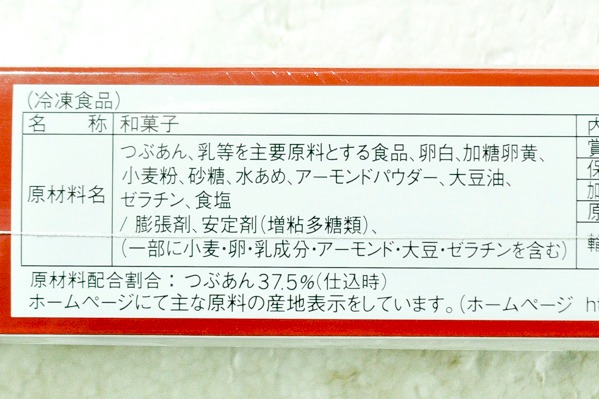 (冷凍食品)
名 称 和菓子
原材料名 つぶあん、乳等を主要原料とする食品、卵白、加糖卵黄、
小麦粉、砂糖、水あめ、アーモンドパウダー、大豆油、
ゼラチン、食塩
/ 膨張剤、安定剤(増粘多糖類)、
(一部に小麦・卵・乳成分・アーモンド・大豆・ゼラチンを含む)
原材料配合割合：つぶあん37.5%(仕込時)
ホームページにて主な原料の産地表示をしています。(ホームページ
内
賞
保
加
原
輸